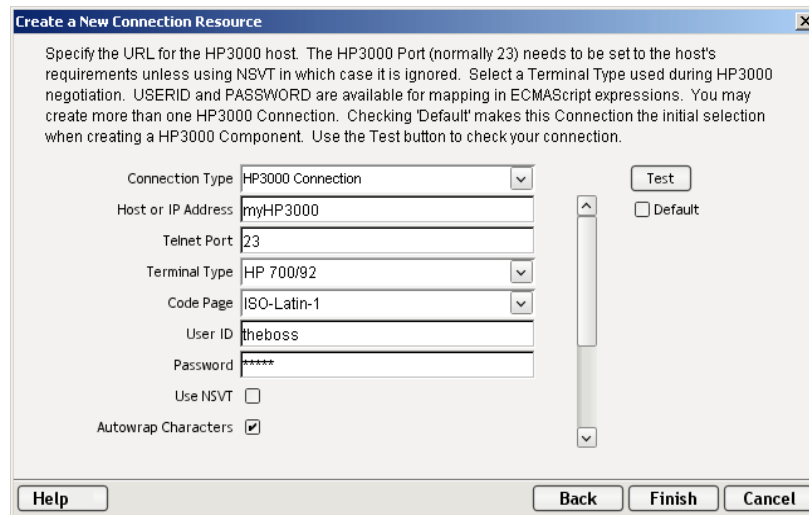 Create a New Connection Resource
Specify the URL for the HP3000 host. The HP3000 Port (normally 23) needs to be set to the host's
requirements unless using NSVT in which case it is ignored. Select a Terminal Type used during HP3000
negotiation. USERID and PASSWORD are available for mapping in ECMAScript expressions. You may
create more than one HP3000 Connection. Checking 'Default' makes this Connection the initial selection
when creating a HP3000 Component. Use the Test button to check your connection.
Connection Type HP3000 Connection Test
Host or IP Address myHP3000 Default
Telnet Port 23
Terminal Type HP 700/92
Code Page ISO-Latin-1
User ID theboss
Password *****
Use NSVT
Autowrap Characters
Help Back Finish Cancel